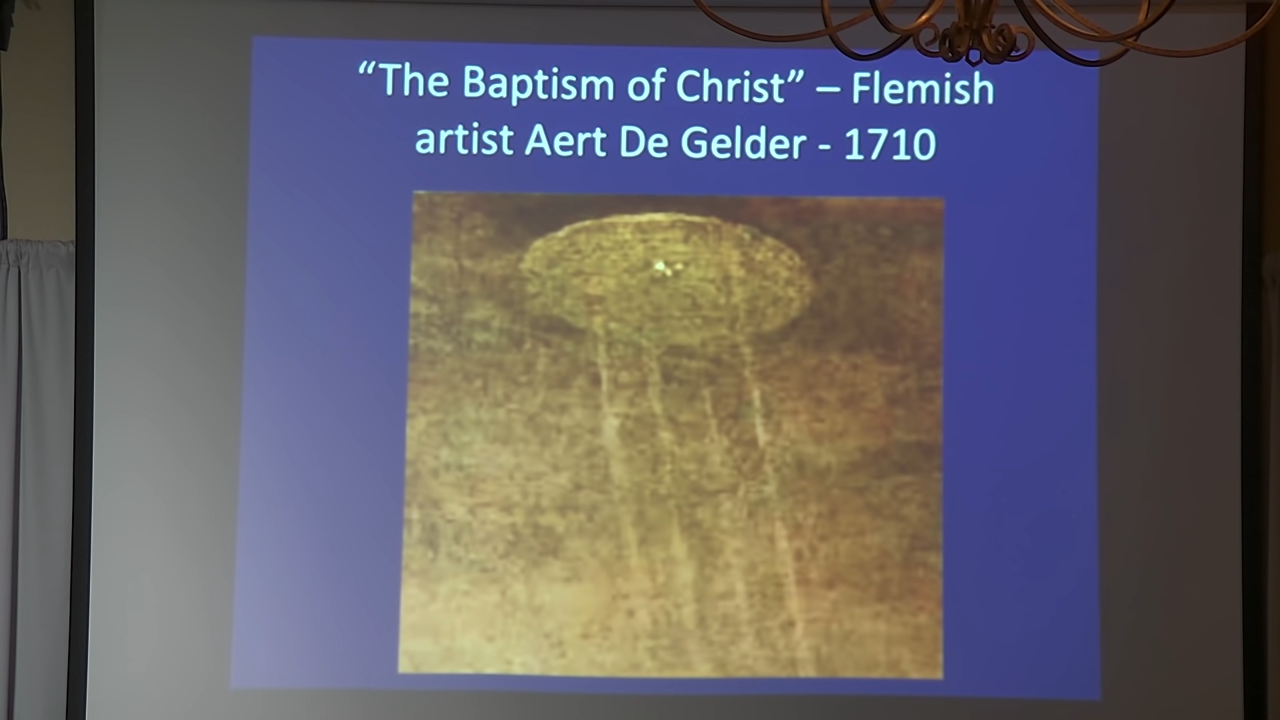 “The Baptism of Christ” – Flemish
artist Aert De Gelder - 1710